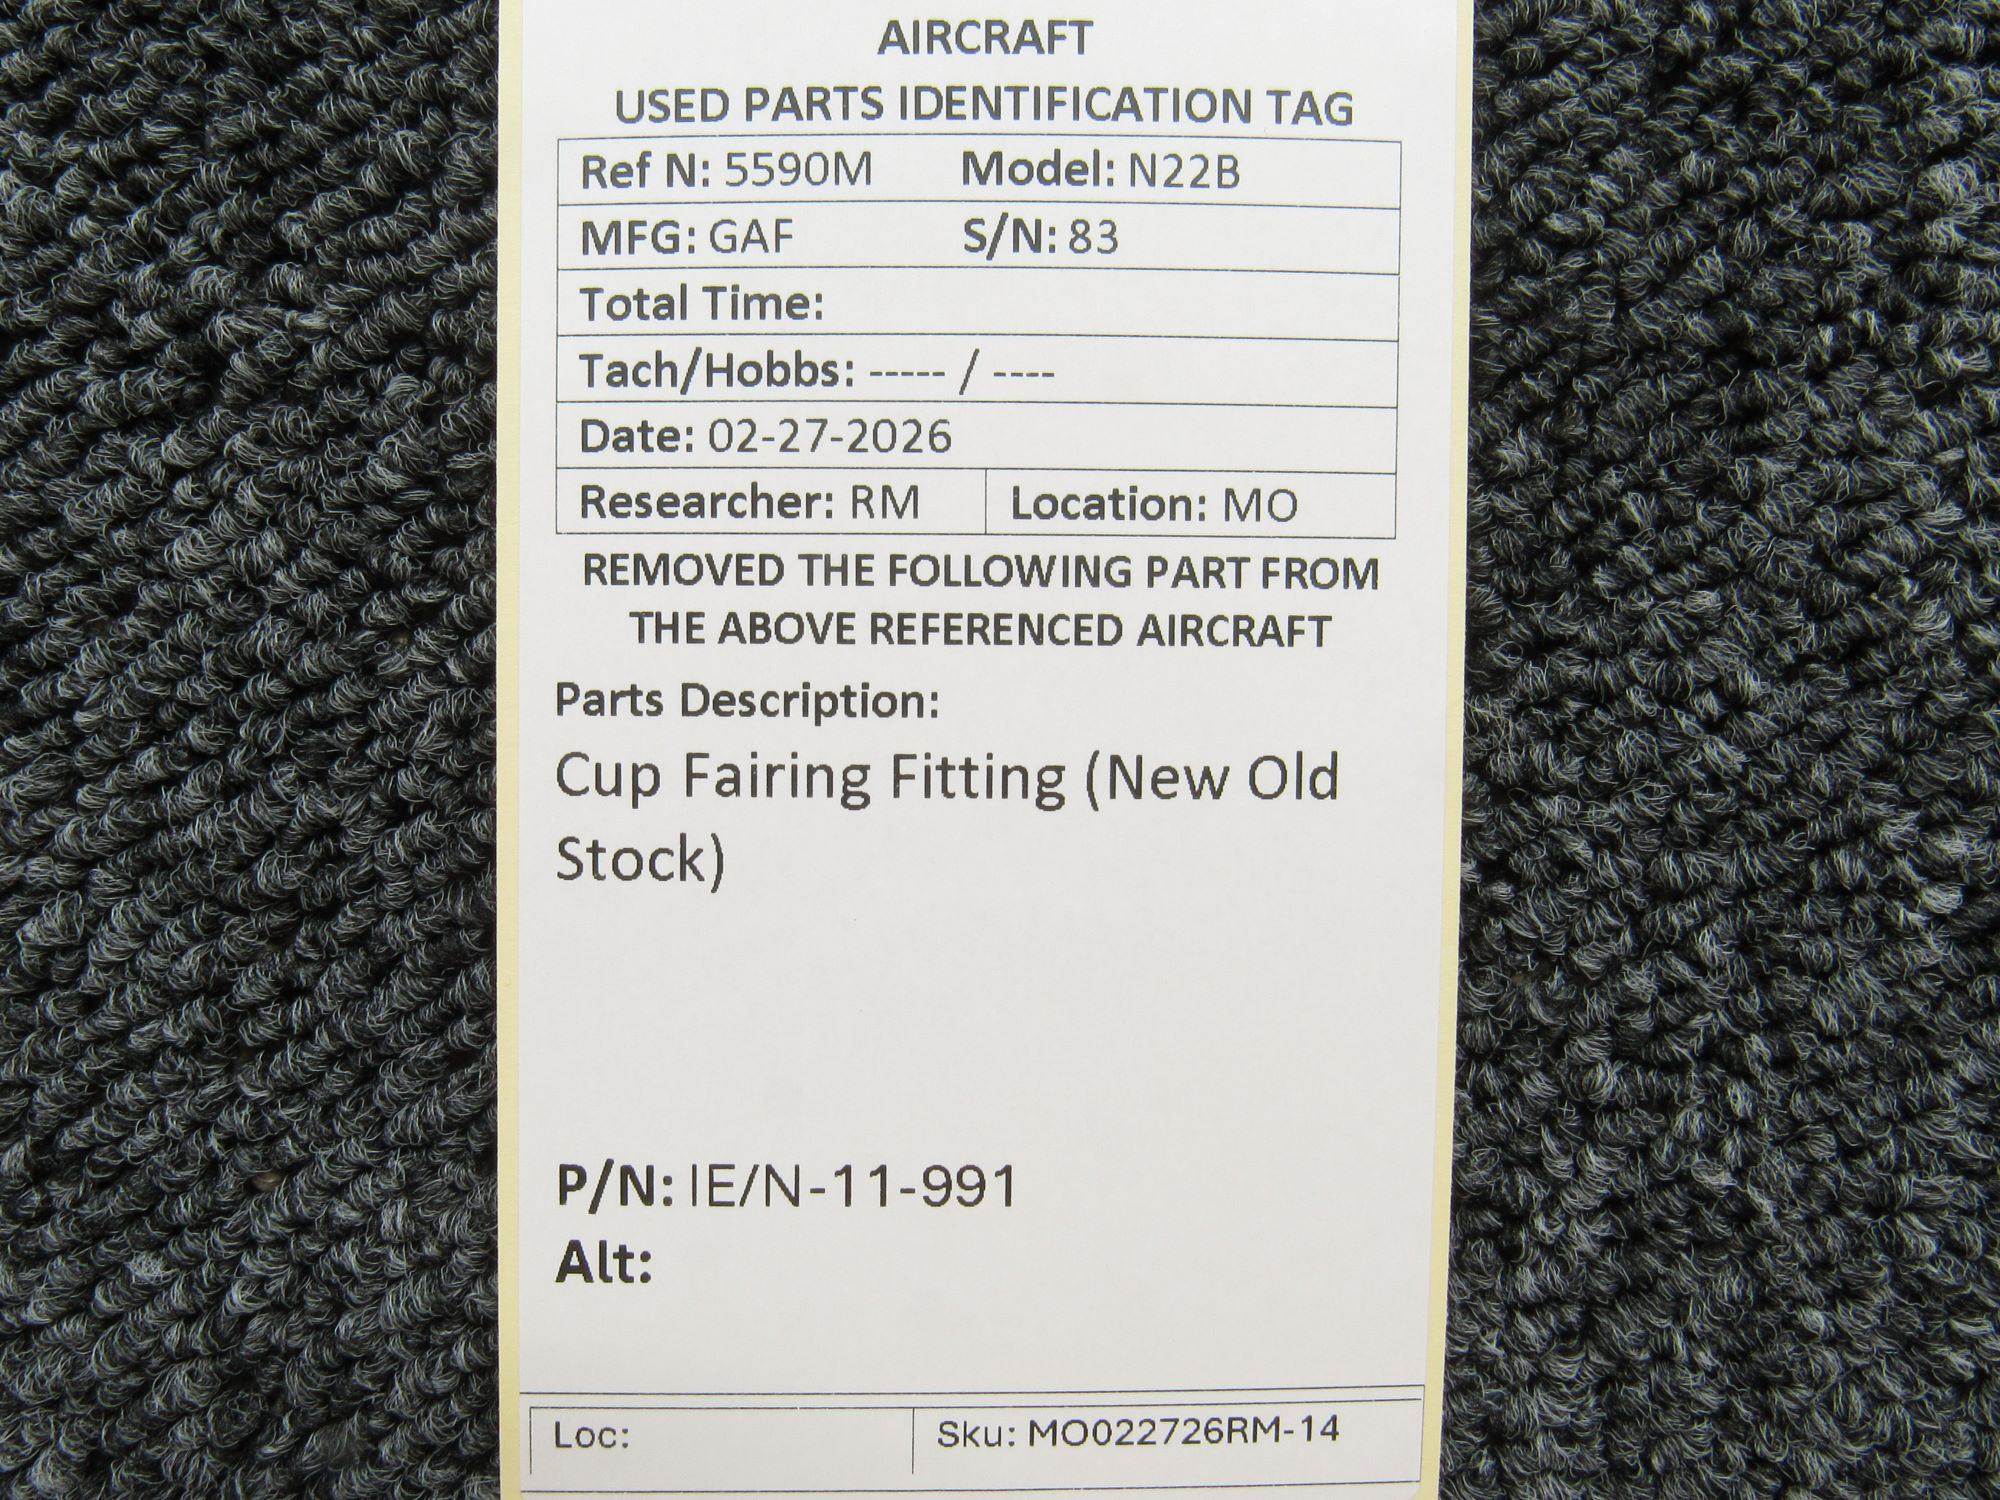 AIRCRAFT
USED PARTS IDENTIFICATION TAG
Ref N: 5590M Model: N22B
MFG: GAF S/N: 83
Total Time:
Tach/Hobbs: ----- / ----
Date: 02-27-2026
Researcher: RM Location: MO
REMOVED THE FOLLOWING PART FROM
THE ABOVE REFERENCED AIRCRAFT
Parts Description:
Cup Fairing Fitting (New Old
Stock)
P/N: IE/N-11-991
Alt:
Loc: Sku: MO022726RM-14